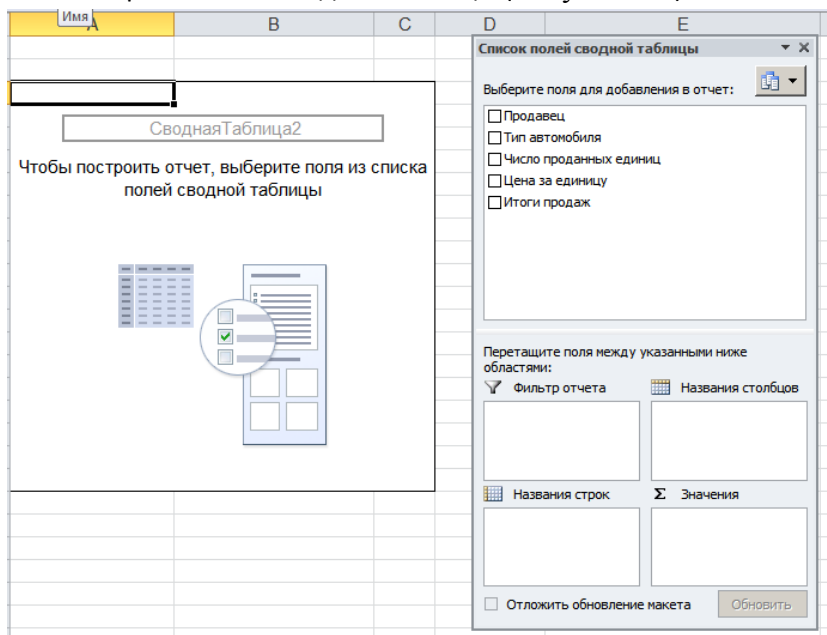 Имя
A B C D E
Список полей сводной таблицы
Выберите поля для добавления в отчет:
Продавец
Тип автомобиля
Число проданных единиц
Цена за единицу
Итоги продаж
СводнаяТаблица2
Чтобы построить отчет, выберите поля из списка
полей сводной таблицы
Перетащите поля между указанными ниже
областями:
Фильтр отчета
Названия столбцов
Названия строк
Σ Значения
Отложить обновление макета
Обновить